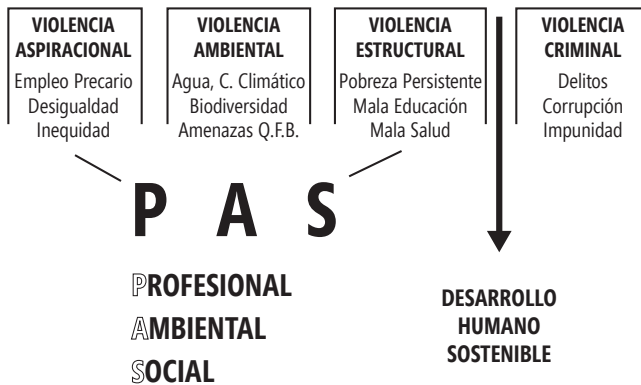 VIOLENCIA
ASPIRACIONAL
Empleo Precario
Desigualdad
Inequidad
VIOLENCIA
AMBIENTAL
Agua, C. Climático
Biodiversidad
Amenazas Q.F.B.
VIOLENCIA
ESTRUCTURAL
Pobreza Persistente
Mala Educación
Mala Salud
VIOLENCIA
CRIMINAL
Delitos
Corrupción
Impunidad
P A S
PROFESIONAL
AMBIENTAL
SOCIAL
DESARROLLO
HUMANO
SOSTENIBLE